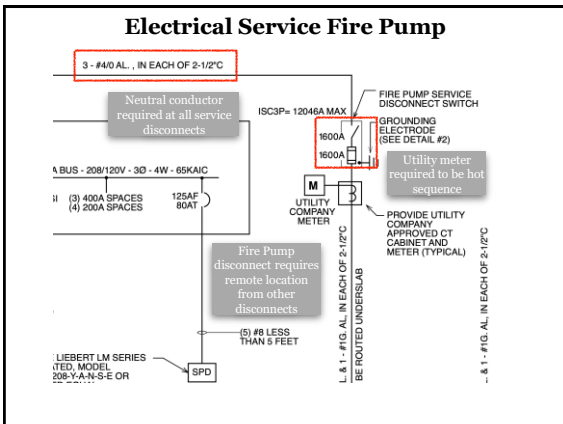 Electrical Service Fire Pump
3 - #4/0 AL. , IN EACH OF 2-1/2"C
Neutral conductor
required at all service
disconnects
ISC3P= 12046A MAX
FIRE PUMP SERVICE
DISCONNECT SWITCH
GROUNDING
ELECTRODE
(SEE DETAIL #2)
1600A
1600A
Utility meter
required to be hot
sequence
A BUS - 208/120V - 3Ø - 4W - 65KAIC
(3) 400A SPACES
(4) 200A SPACES
125AF
80AT
M
UTILITY
COMPANY
METER
PROVIDE UTILITY
COMPANY
APPROVED CT
CABINET AND
METER (TYPICAL)
Fire Pump
disconnect requires
remote location
from other
disconnects
L. & 1 - #1G. AL, IN EACH OF 2-1/2"C
BE ROUTED UNDERSLAB
L. & 1 - #1G. AL, IN EACH OF 2-1/2"C
(5) #8 LESS
THAN 5 FEET
LIEBERT LM SERIES
ATED, MODEL
208-Y-A-N-S-E OR
SPD